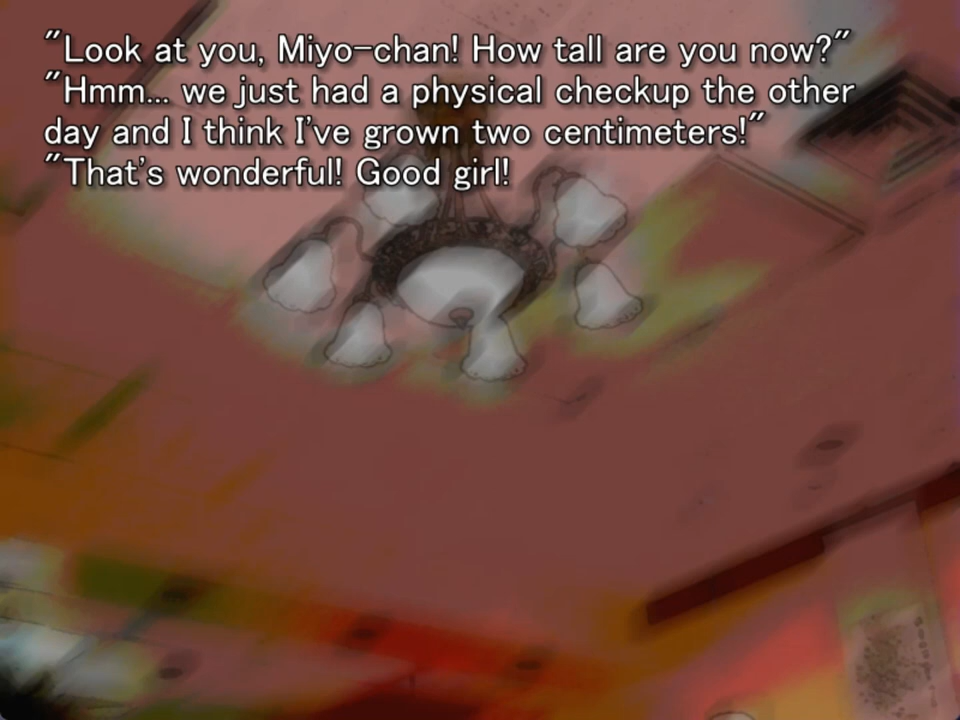 "Look at you, Miyo-chan! How tall are you now?"
"Hmm... we just had a physical checkup the other
day and I think I've grown two centimeters!"
"That's wonderful! Good girl!